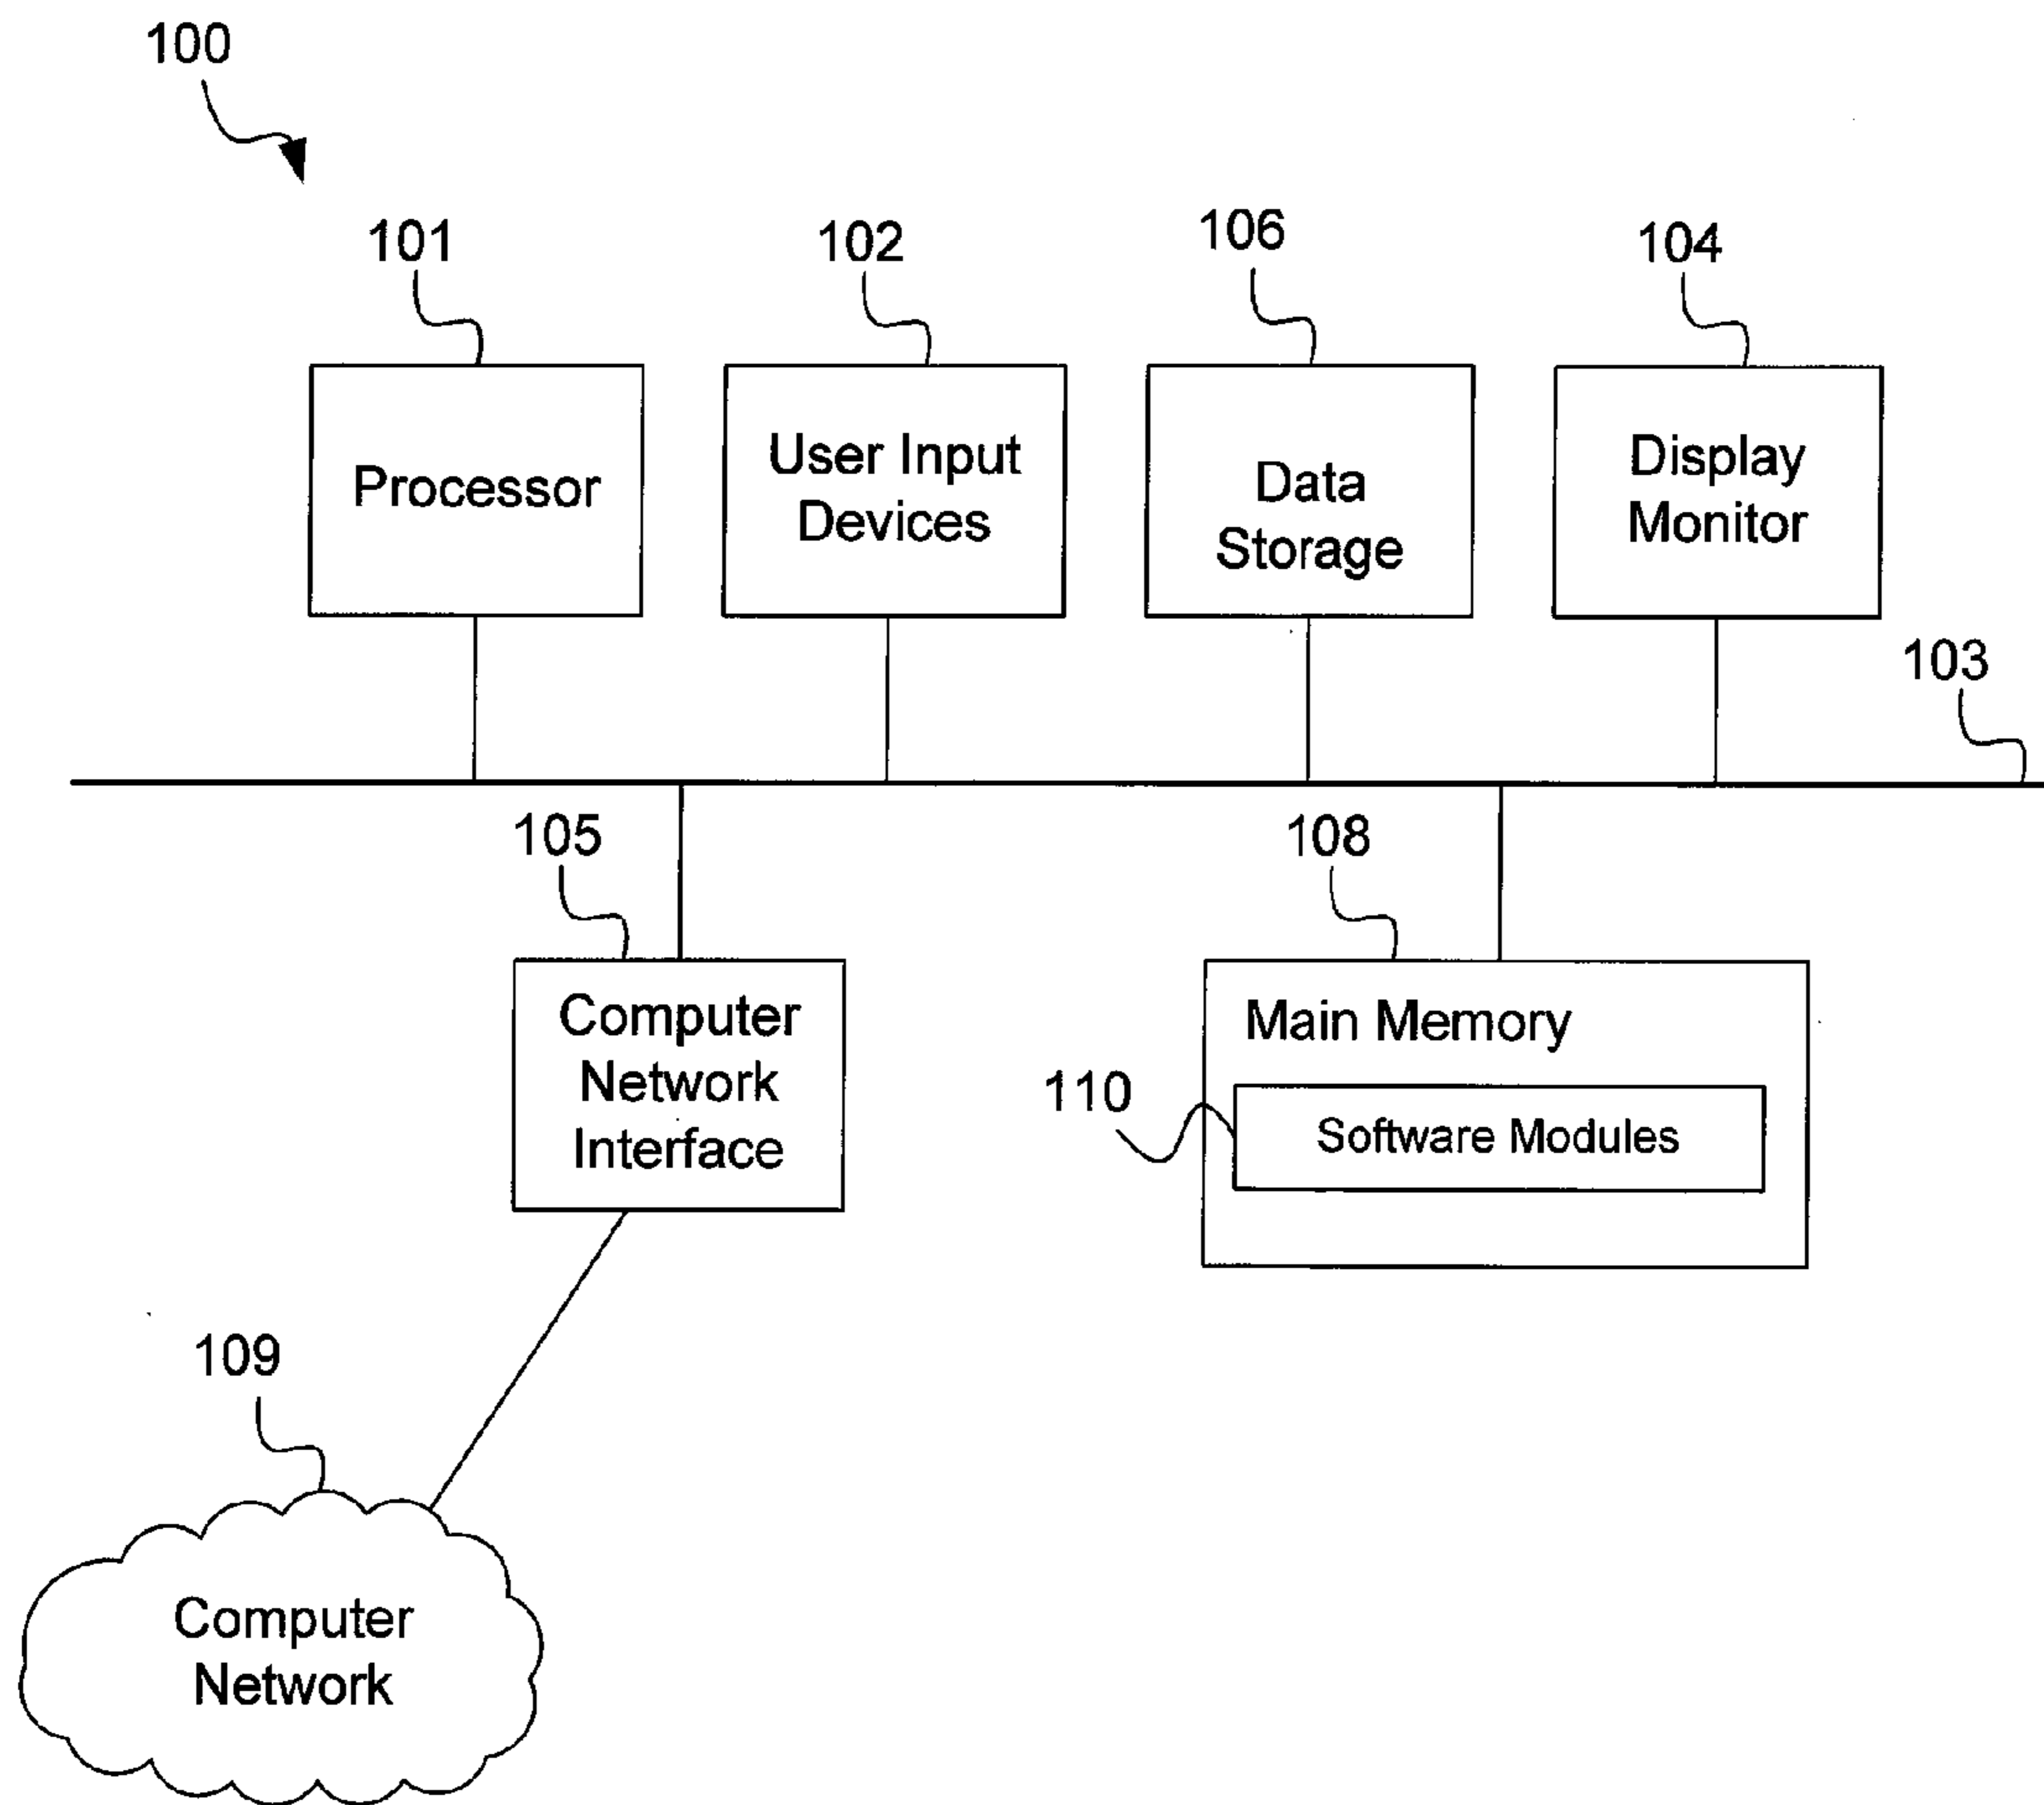 100
101
102
106
104
Processor
User Input
Devices
Data
Storage
Display
Monitor
103
105
108
Computer
Network
Interface
Main Memory
110
Software Modules
109
Computer
Network